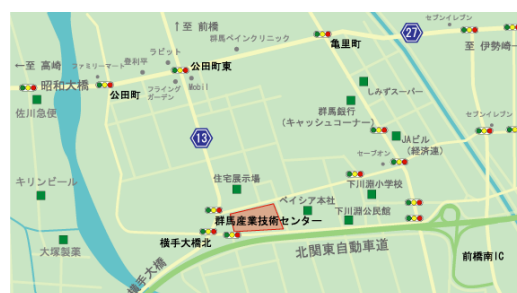 ↑至 前橋
セブンイレブン
群馬ペインクリニック
亀里町
27
至 伊勢崎→
←至 高崎
ファミリーマート
ラピット
登利平
公田町東
昭和大橋
公田町
フライング
ガーデン
Mobil
しみずスーパー
佐川急便
群馬銀行
(キャッシュコーナー)
セブンイレブン
13
JAビル
(経済連)
セーブオン
キリンビール
住宅展示場
下川淵小学校
ベイシア本社
群馬産業技術センター
下川淵公民館
大塚製薬
横手大橋北
北関東自動車道
前橋南IC
横手大橋